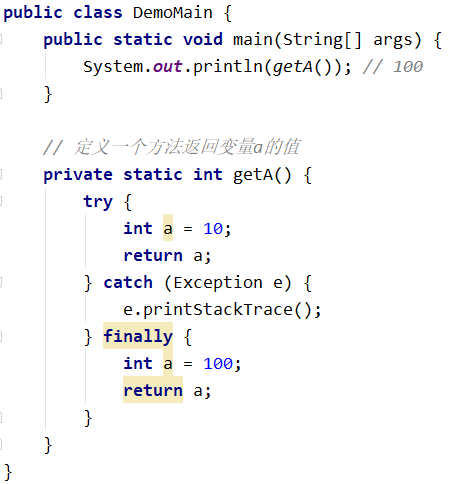 public class DemoMain {
    public static void main(String[] args) {
        System.out.println(getA()); // 100
    }

    // 定义一个方法返回变量a的值
    private static int getA() {
        try {
            int a = 10;
            return a;
        } catch (Exception e) {
            e.printStackTrace();
        } finally {
            int a = 100;
            return a;
        }
    }
}